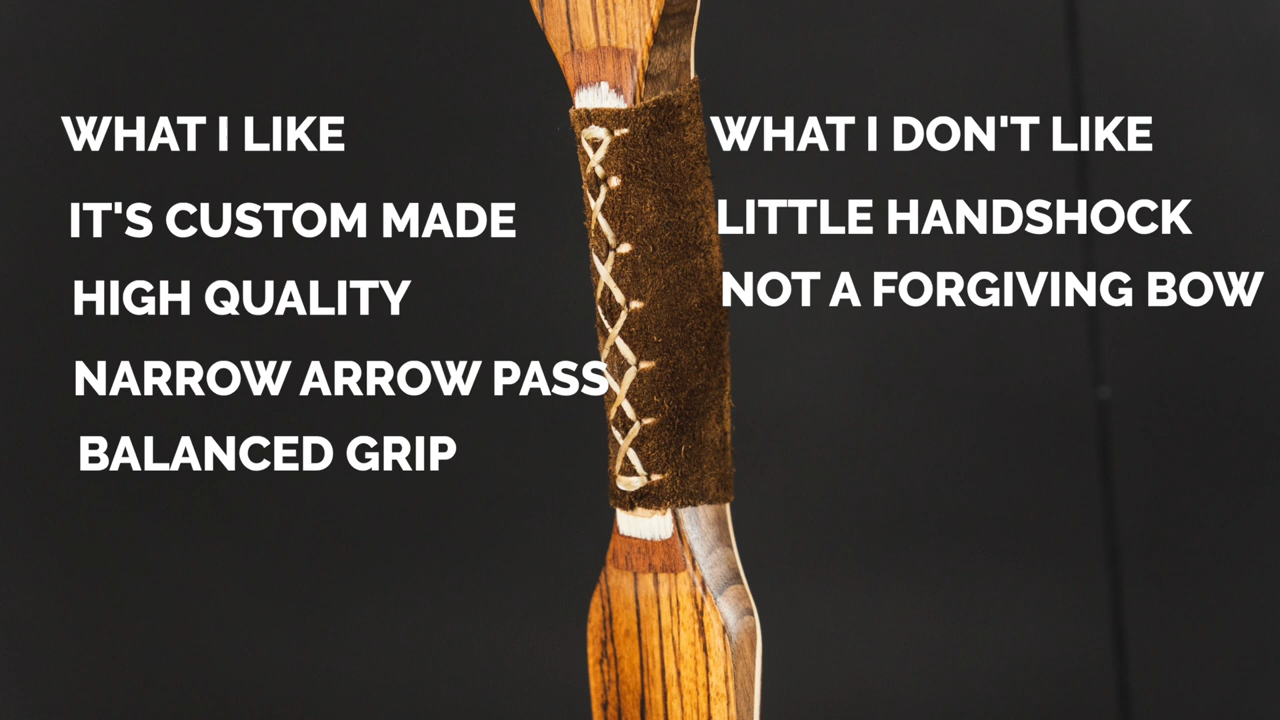 WHAT I LIKE
IT'S CUSTOM MADE
HIGH QUALITY
NARROW ARROW PASS
BALANCED GRIP
WHAT I DON'T LIKE
LITTLE HANDSHOCK
NOT A FORGIVING BOW